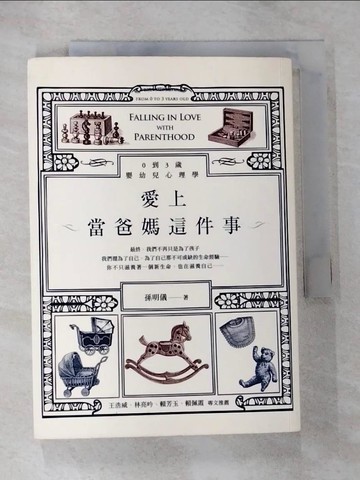 FROM 0 TO 3 YEARS OLD
FALLING IN LOVE
WITH
PARENTHOOD
0到3歲
嬰幼兒心理學
愛上
當爸媽這件事
最終，我們不再只是為了孩子
我們還為了自己，為了自己那不可或缺的生命經驗——
你不只滋養著一個新生命，也在滋養自己
孫明儀——著
王浩威・林寬吟・賴芳玉・賴佩霞 專文推薦